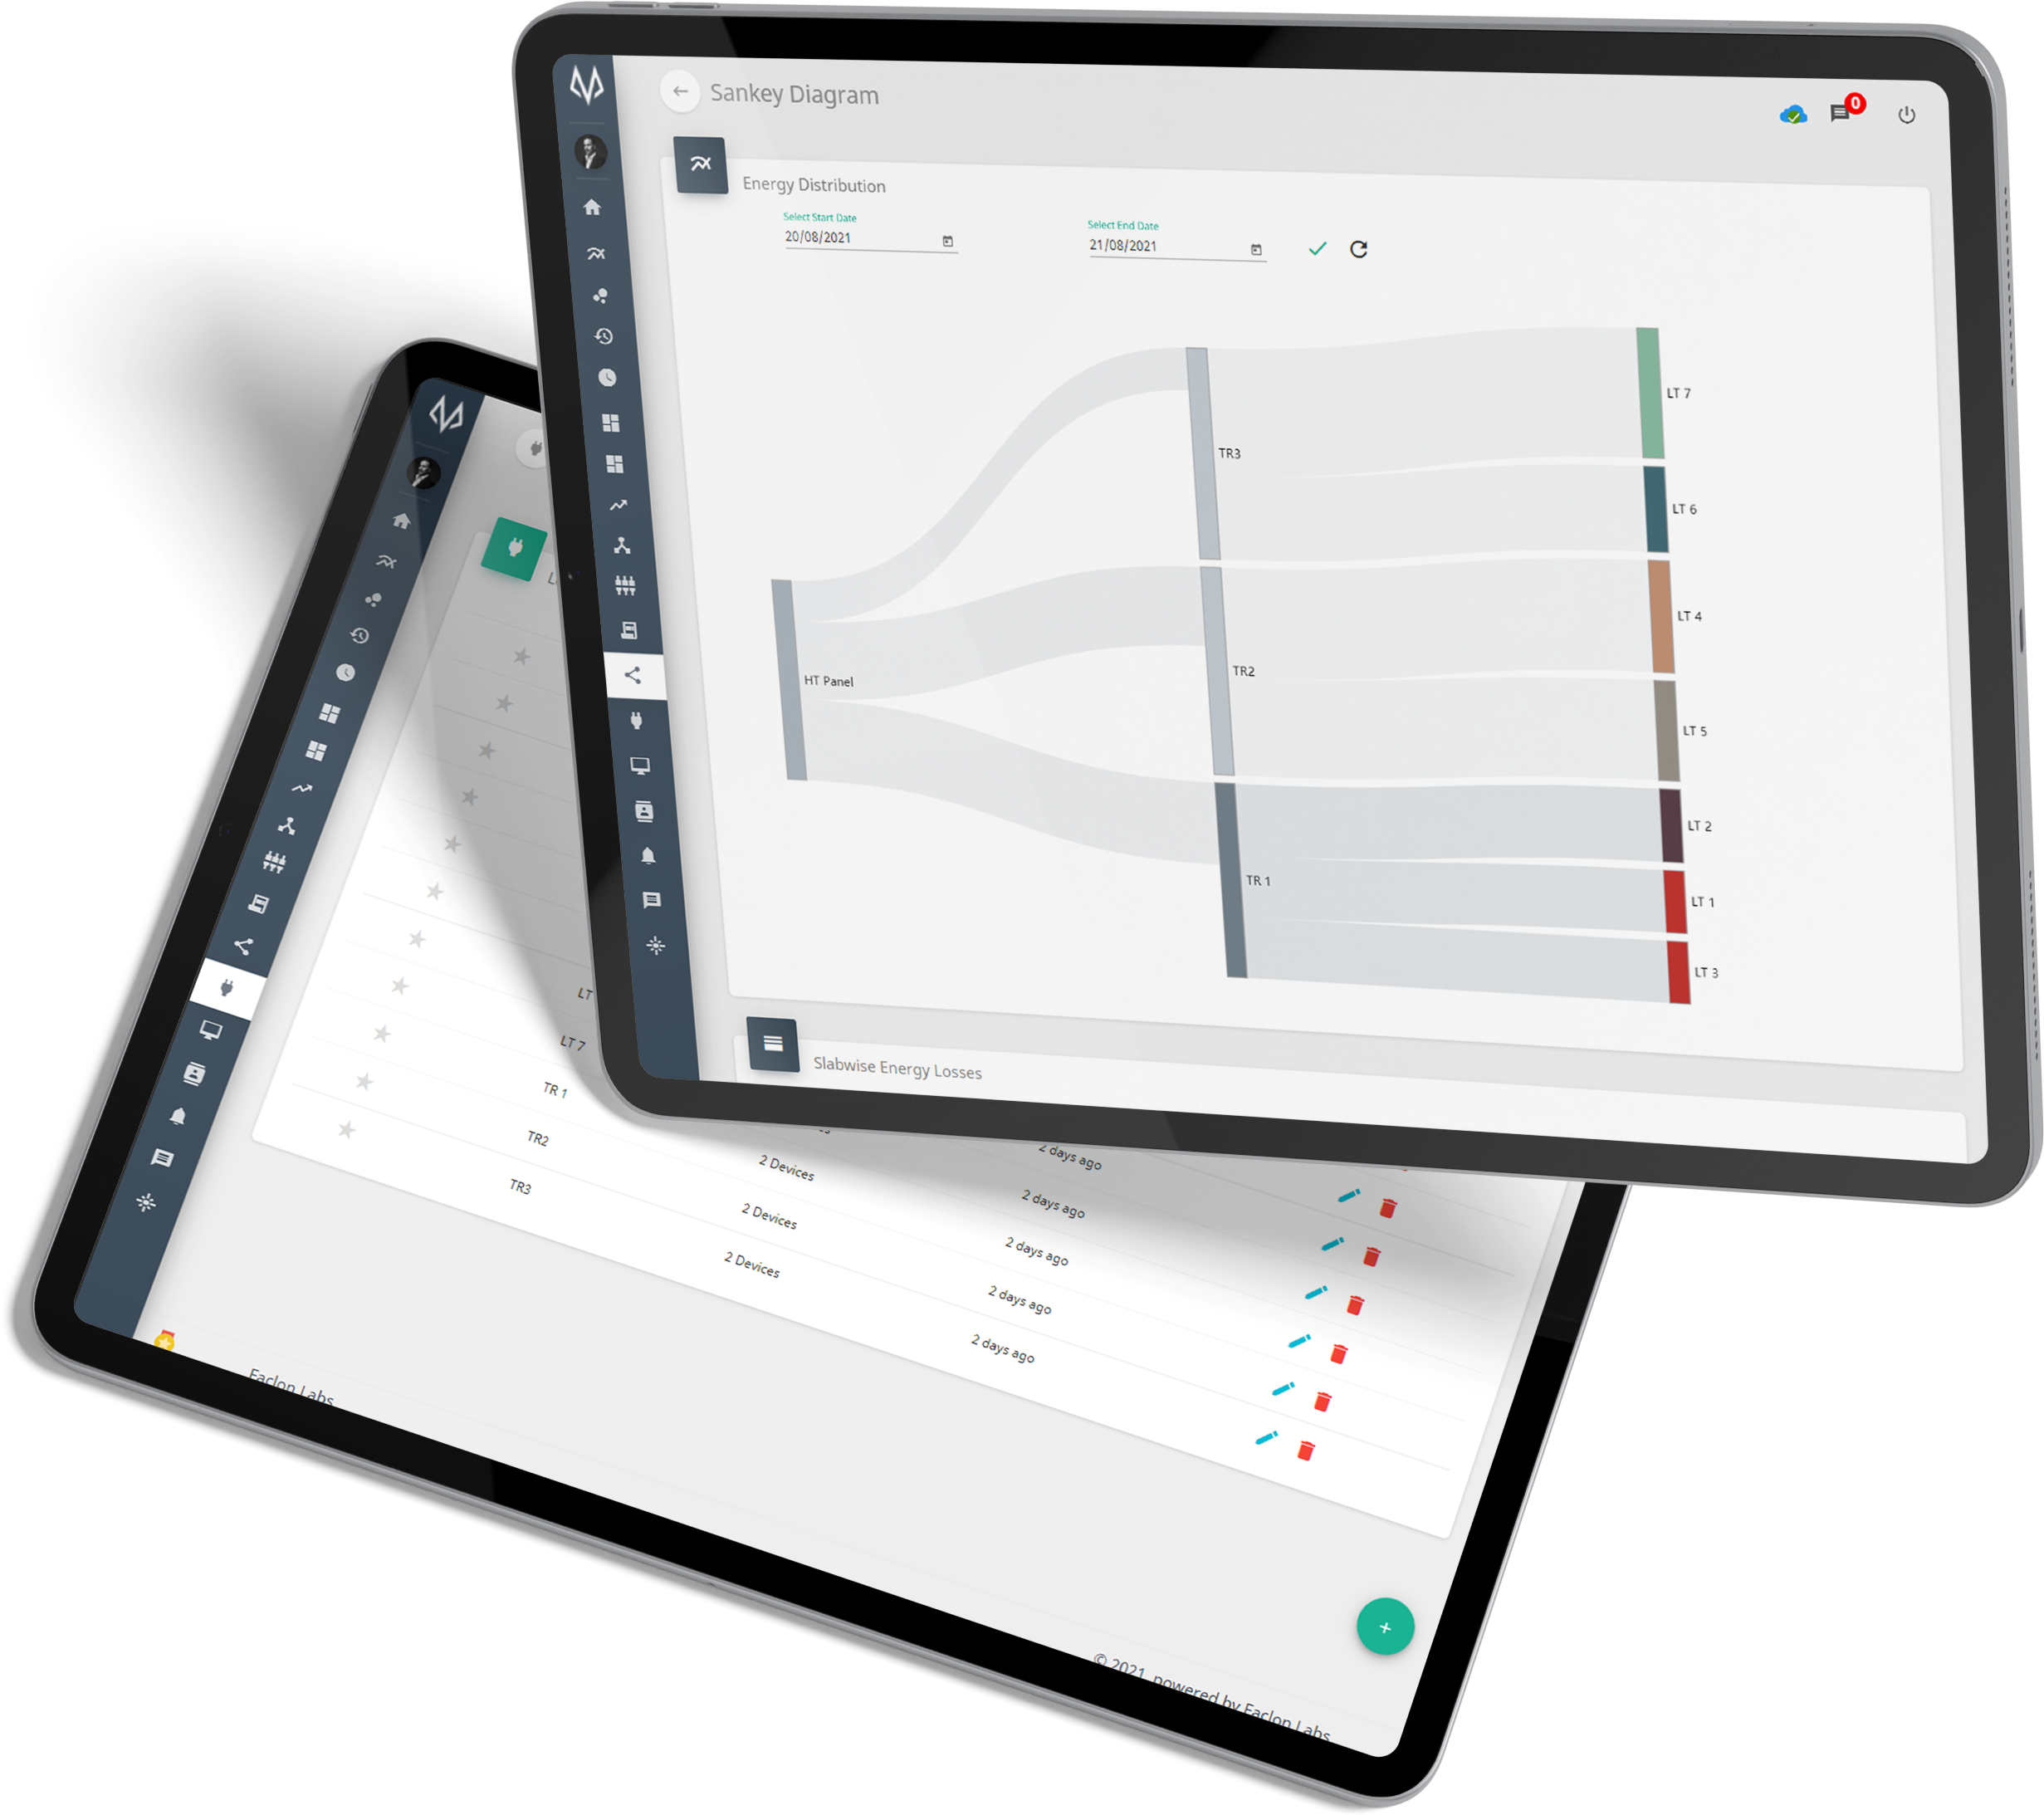 Sankey Diagram
0
Energy Distribution
Select Start Date
20/08/2021
Select End Date
21/08/2021
LT 7
TR3
LT 6
LT 4
TR2
HT Panel
LT 5
LT 2
TR 1
LT 1
LT 3
Slabwise Energy Losses
LT
LT 7
2 days ago
TR 1
2 Devices
2 days ago
TR2
2 Devices
2 days ago
TR3
2 Devices
2 days ago
2 days ago
Eaclon Labs
+
© 2021, powered by Faclon Labs